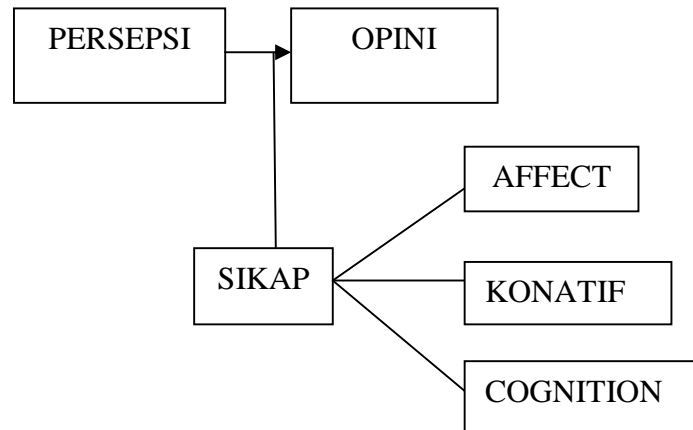 PERSEPSI
OPINI
AFFECT
SIKAP
KONATIF
COGNITION